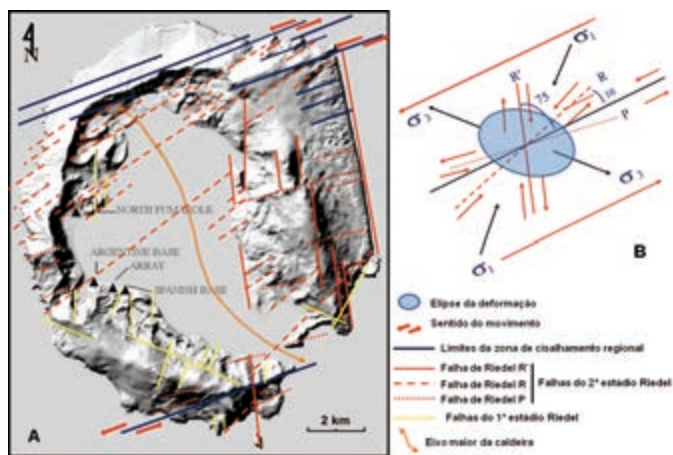 4
N
NORTH FUMAROLE
ARGENTINE BASE
ARRAY
SPANISH BASE
A
2 km
σ1
R'
R
75
16
P
σ3
σ3
σ1
B
Elipse da deformação
Sentido do movimento
Limites da zona de cisalhamento regional
Falha de Riedel R'
Falha de Riedel R
Falha de Riedel P
Falhas do 2º estádio Riedel
Falhas do 1º estádio Riedel
Eixo maior da caldeira